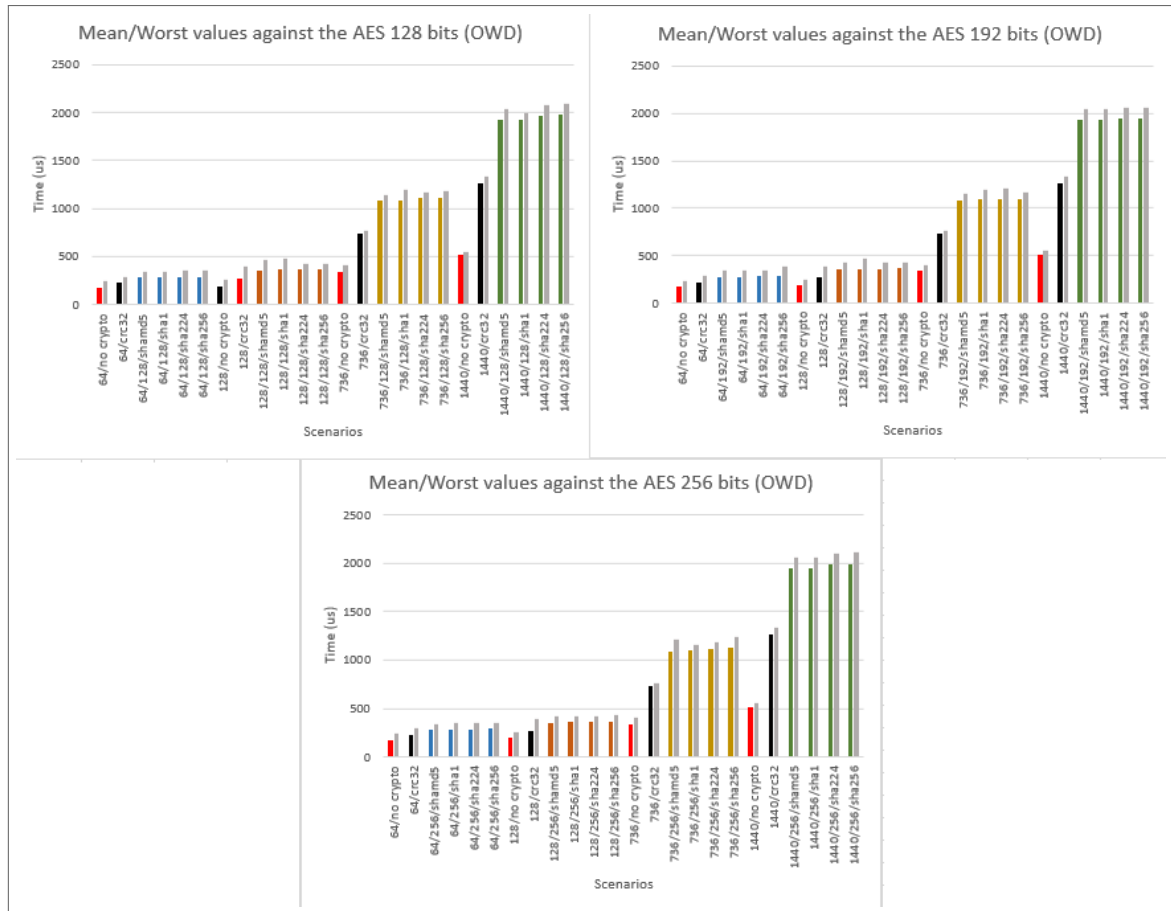 Mean/Worst values against the AES 128 bits (OWD)
2500
2000
1500
1000
500
0
Time (us)
64/no crypto
64/crc32
64/128/shamd5
64/128/sha1
64/128/sha224
64/128/sha256
128/no crypto
128/crc32
128/128/shamd5
128/128/sha1
128/128/sha224
128/128/sha256
736/no crypto
736/crc32
736/128/shamd5
736/128/sha1
736/128/sha224
736/128/sha256
1440/no crypto
1440/crc32
1440/128/shamd5
1440/128/sha1
1440/128/sha224
1440/128/sha256
Scenarios
Mean/Worst values against the AES 192 bits (OWD)
2500
2000
1500
1000
500
0
Time (us)
64/no crypto
64/crc32
64/192/shamd5
64/192/sha1
64/192/sha224
64/192/sha256
128/no crypto
128/crc32
128/192/shamd5
128/192/sha1
128/192/sha224
128/192/sha256
736/no crypto
736/crc32
736/192/shamd5
736/192/sha1
736/192/sha224
736/192/sha256
1440/no crypto
1440/crc32
1440/192/shamd5
1440/192/sha1
1440/192/sha224
1440/192/sha256
Scenarios
Mean/Worst values against the AES 256 bits (OWD)
2500
2000
1500
1000
500
0
Time (us)
64/no crypto
64/crc32
64/256/shamd5
64/256/sha1
64/256/sha224
64/256/sha256
128/no crypto
128/crc32
128/256/shamd5
128/256/sha1
128/256/sha224
128/256/sha256
736/no crypto
736/crc32
736/256/shamd5
736/256/sha1
736/256/sha224
736/256/sha256
1440/no crypto
1440/crc32
1440/256/shamd5
1440/256/sha1
1440/256/sha224
1440/256/sha256
Scenarios